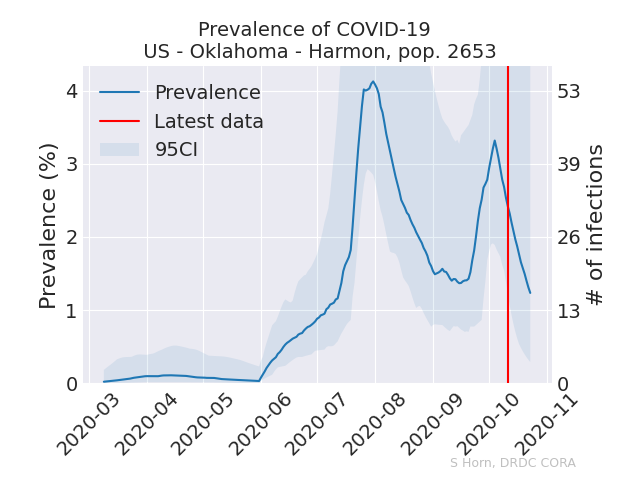 Prevalence of COVID-19
US - Oklahoma - Harmon, pop. 2653
Prevalence
Latest data
95CI
Prevalence (%)
4
3
2
1
0
53
39
26
13
0
# of infections
2020-03
2020-04
2020-05
2020-06
2020-07
2020-08
2020-09
2020-10
2020-11
S Horn, DRDC CORA